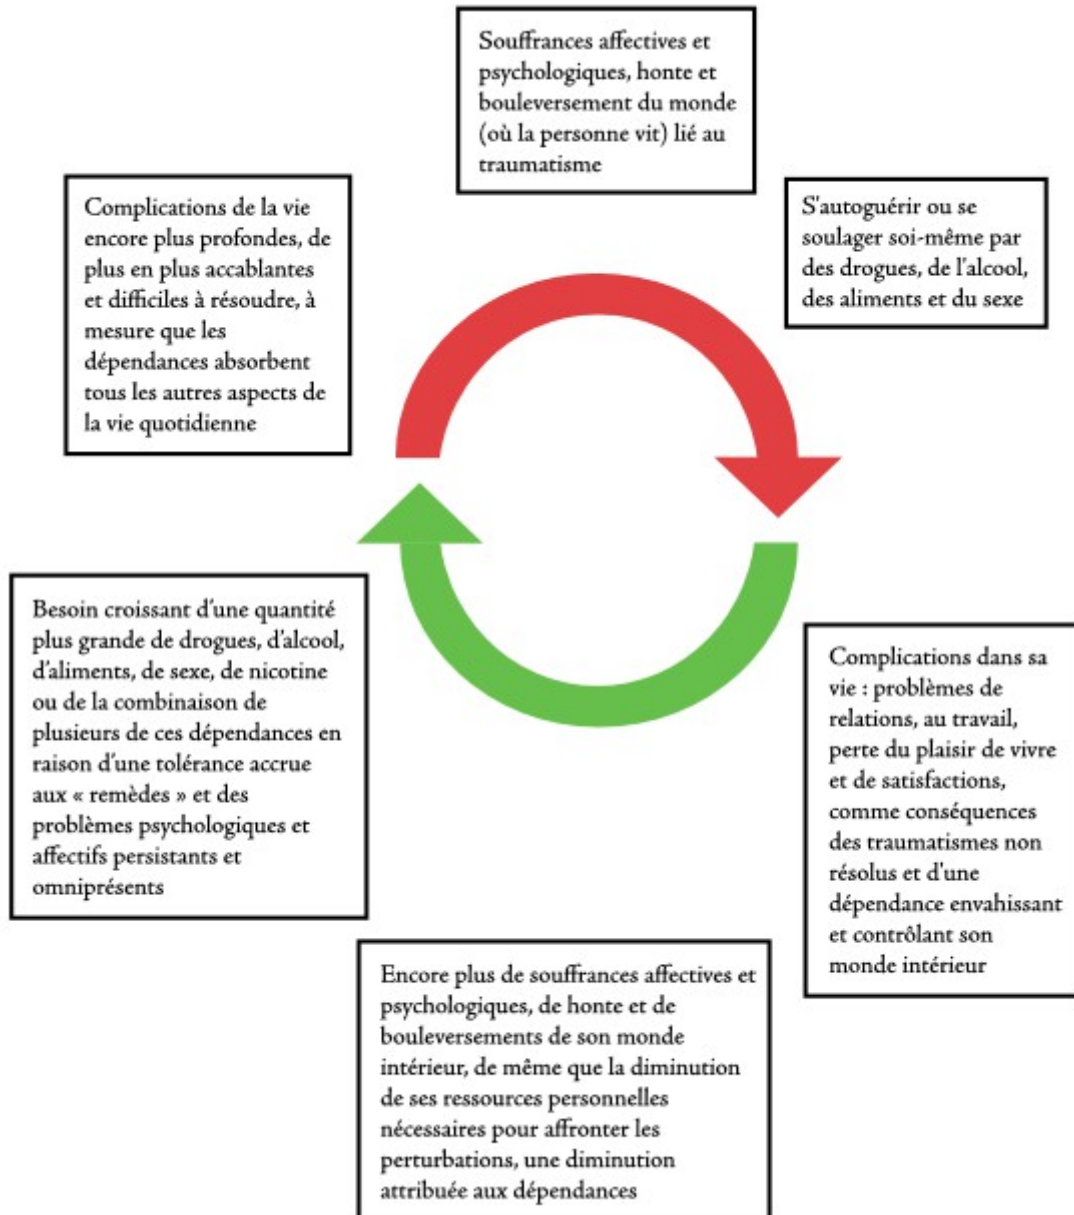 Souffrances affectives et
psychologiques, honte et
bouleversement du monde
(où la personne vit) lié au
traumatisme
S'autoguérir ou se
soulager soi-même par
des drogues, de l'alcool,
des aliments et du sexe
Complications dans sa
vie : problèmes de
relations, au travail,
perte du plaisir de vivre
et de satisfactions,
comme conséquences
des traumatismes non
résolus et d'une
dépendance envahissant
et contrôlant son
monde intérieur
Encore plus de souffrances affectives et
psychologiques, de honte et de
bouleversements de son monde
intérieur, de même que la diminution
de ses ressources personnelles
nécessaires pour affronter les
perturbations, une diminution
attribuée aux dépendances
Besoin croissant d’une quantité
plus grande de drogues, d’alcool,
d’aliments, de sexe, de nicotine
ou de la combinaison de
plusieurs de ces dépendances en
raison d’une tolérance accrue
aux « remèdes » et des
problèmes psychologiques et
affectifs persistants et
omniprésents
Complications de la vie
encore plus profondes, de
plus en plus accablantes
et difficiles à résoudre, à
mesure que les
dépendances absorbent
tous les autres aspects de
la vie quotidienne